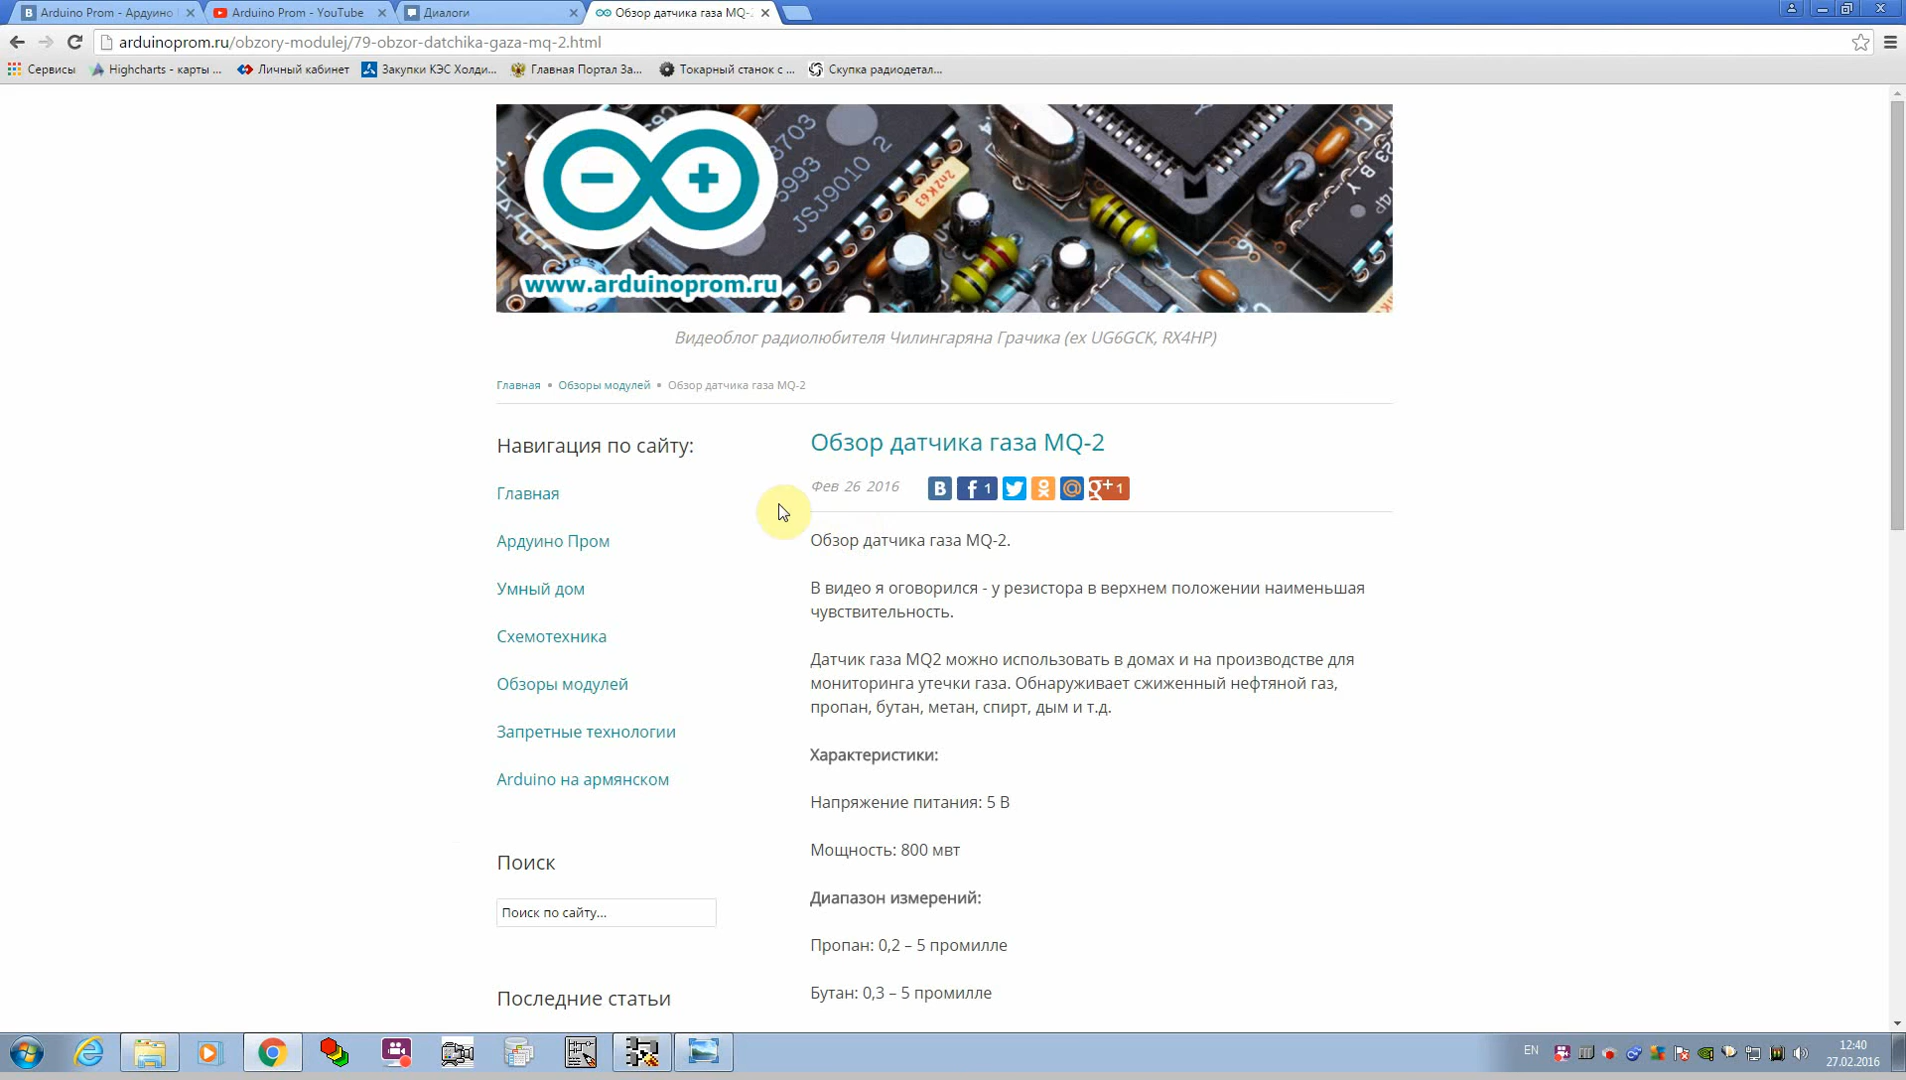 Arduino Prom - Ардуино
Arduino Prom - YouTube
Диалоги
Обзор датчика газа MQ-2
arduinoprom.ru/obzory-modulej/79-obzor-datchika-gaza-mq-2.html
Сервисы
Highcharts - карты ...
Личный кабинет
Закупки КЭС Холди...
Главная Портал За...
Токарный станок с ...
Скупка радиодетал...
JSJ9010 2
5993
3703
2n2K63
www.arduinoprom.ru
Видеоблог радиолюбителя Чилингаряна Грачика (ex UG6GCK, RX4HP)
Главная • Обзоры модулей • Обзор датчика газа MQ-2
Навигация по сайту:
Главная
Ардуино Пром
Умный дом
Схемотехника
Обзоры модулей
Запретные технологии
Arduino на армянском
Поиск
Поиск по сайту...
Последние статьи
Обзор датчика газа MQ-2
Фев 26 2016
1
g+ 1
Обзор датчика газа MQ-2.
В видео я оговорился - у резистора в верхнем положении наименьшая
чувствительность.
Датчик газа MQ2 можно использовать в домах и на производстве для
мониторинга утечки газа. Обнаруживает сжиженный нефтяной газ,
пропан, бутан, метан, спирт, дым и т.д.
Характеристики:
Напряжение питания: 5 В
Мощность: 800 мвт
Диапазон измерений:
Пропан: 0,2 – 5 промилле
Бутан: 0,3 – 5 промилле
EN
12:40
27.02.2016